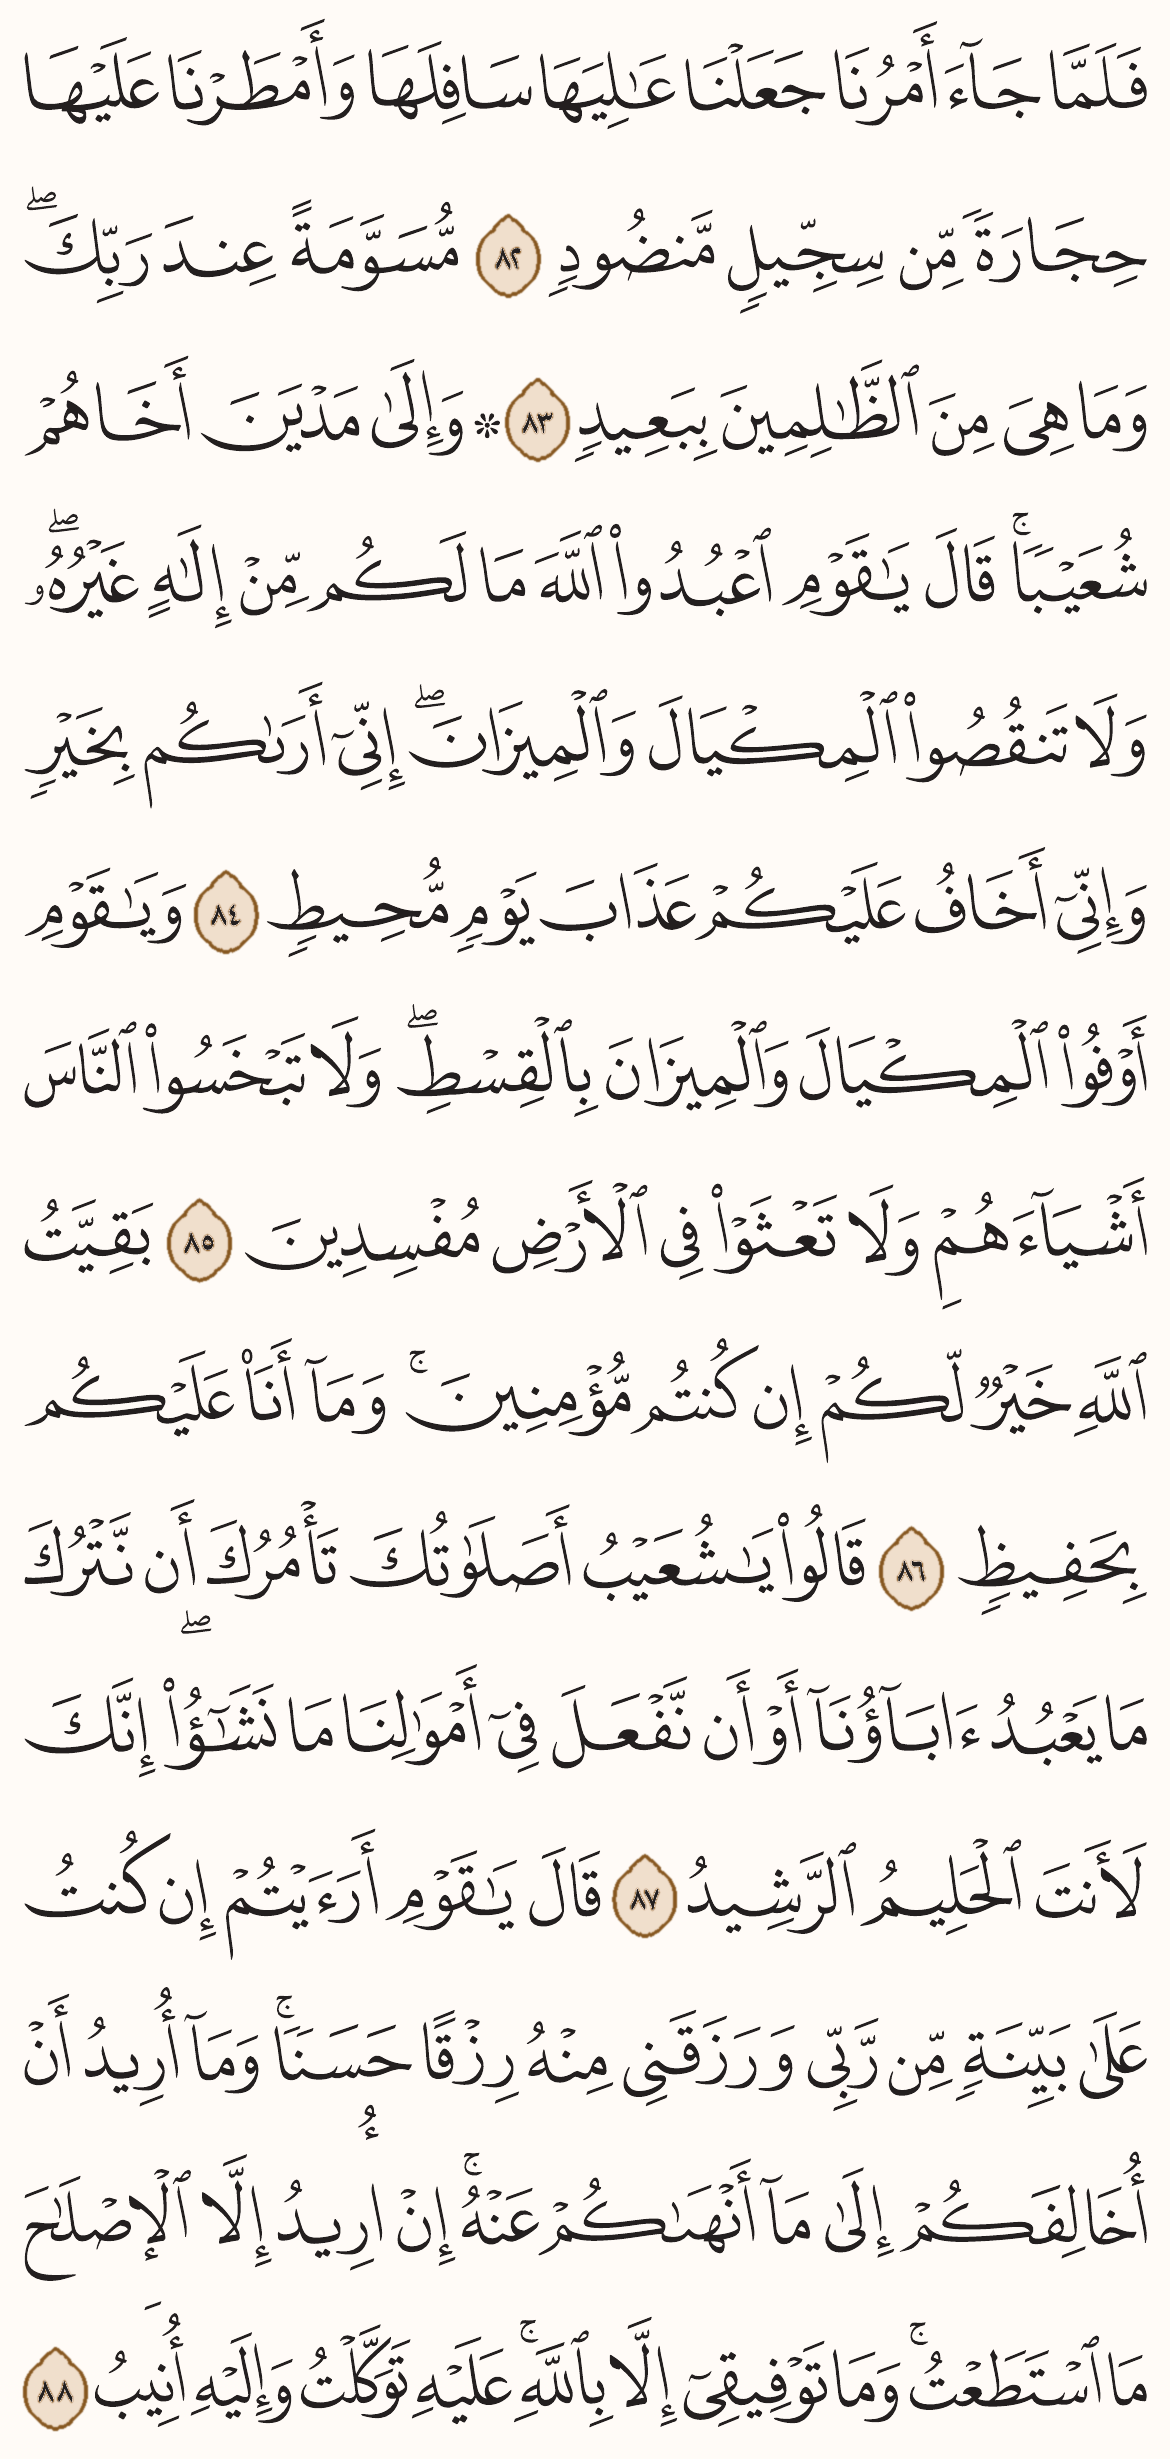 فَلَمَّا جَآءَ أَمْرُنَا جَعَلْنَا عَـٰلِيَهَا سَافِلَهَا وَأَمْطَرْنَا عَلَيْهَا
حِجَارَةً مِّن سِجِّيلٍ مَّنضُودٍ ٨٢ مُّسَوَّمَةً عِندَ رَبِّكَ ۖ
وَمَا هِىَ مِنَ ٱلظَّـٰلِمِينَ بِبَعِيدٍ ٨٣ * وَإِلَىٰ مَدْيَنَ أَخَاهُمْ
شُعَيْبًا ۚ قَالَ يَـٰقَوْمِ ٱعْبُدُوا۟ ٱللَّهَ مَا لَكُم مِّنْ إِلَـٰهٍ غَيْرُهُۥ ۖ
وَلَا تَنقُصُوا۟ ٱلْمِكْيَالَ وَٱلْمِيزَانَ ۖ إِنِّىٓ أَرَىٰكُم بِخَيْرٍ
وَإِنِّىٓ أَخَافُ عَلَيْكُمْ عَذَابَ يَوْمٍ مُّحِيطٍ ٨٤ وَيَـٰقَوْمِ
أَوْفُوا۟ ٱلْمِكْيَالَ وَٱلْمِيزَانَ بِٱلْقِسْطِ ۖ وَلَا تَبْخَسُوا۟ ٱلنَّاسَ
أَشْيَآءَهُمْ وَلَا تَعْثَوْا۟ فِى ٱلْأَرْضِ مُفْسِدِينَ ٨٥ بَقِيَّتُ
ٱللَّهِ خَيْرٌ لَّكُمْ إِن كُنتُم مُّؤْمِنِينَ ۚ وَمَآ أَنَا۠ عَلَيْكُم
بِحَفِيظٍ ٨٦ قَالُوا۟ يَـٰشُعَيْبُ أَصَلَوٰتُكَ تَأْمُرُكَ أَن نَّتْرُكَ
مَا يَعْبُدُ ءَابَآؤُنَآ أَوْ أَن نَّفْعَلَ فِىٓ أَمْوَٰلِنَا مَا نَشَـٰٓؤُا۟ ۖ إِنَّكَ
لَأَنتَ ٱلْحَلِيمُ ٱلرَّشِيدُ ٨٧ قَالَ يَـٰقَوْمِ أَرَءَيْتُمْ إِن كُنتُ
عَلَىٰ بَيِّنَةٍ مِّن رَّبِّى وَرَزَقَنِى مِنْهُ رِزْقًا حَسَنًا ۚ وَمَآ أُرِيدُ أَنْ
أُخَالِفَكُمْ إِلَىٰ مَآ أَنْهَىٰكُمْ عَنْهُ ۚ إِنْ أُرِيدُ إِلَّا ٱلْإِصْلَـٰحَ
مَا ٱسْتَطَعْتُ ۚ وَمَا تَوْفِيقِىٓ إِلَّا بِٱللَّهِ ۚ عَلَيْهِ تَوَكَّلْتُ وَإِلَيْهِ أُنِيبُ ٨٨